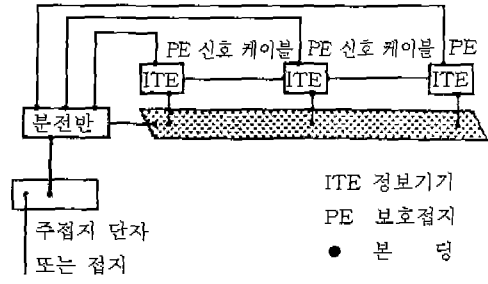 PE 신호 케이블 PE 신호 케이블 PE
ITE ITE ITE
분전반
주접지 단자
또는 접지
ITE 정보기기
PE 보호접지
● 본 딩